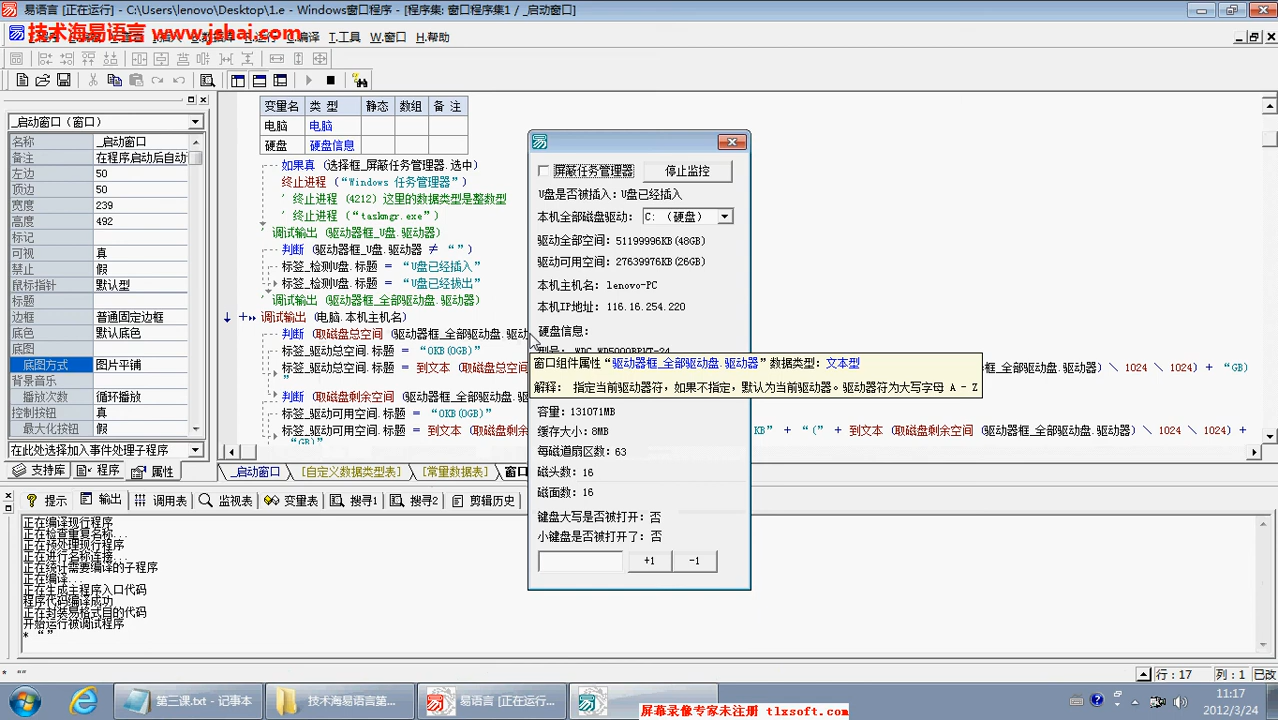 易语言 [正在运行] - C:\Users\lenovo\Desktop\1.e - Windows窗口程序 - [程序集: 窗口程序集1 / _启动窗口]
技术海易语言 www.jshai.com
编译 T.工具 W.窗口 H.帮助
_启动窗口（窗口）
名称 _启动窗口
备注 在程序启动后自动
左边 50
顶边 50
宽度 239
高度 492
标记
可视 真
禁止 假
鼠标指针 默认型
标题
边框 普通固定边框
底色 默认底色
底图
底图方式 图片平铺
背景音乐
播放次数 循环播放
控制按钮 真
最大化按钮 假
在此处选择加入事件处理子程序
支持库 程序 属性
变量名 类 型 静态 数组 备 注
电脑 电脑
硬盘 硬盘信息
如果真 (选择框_屏蔽任务管理器.选中)
终止进程 (“Windows 任务管理器”)
' 终止进程 (4212) 这里的数据类型是整数型
' 终止进程 (“taskmgr.exe”)
' 调试输出 (驱动器框_U盘.驱动器)
判断 (驱动器框_U盘.驱动器 ≠ “”)
标签_检测U盘.标题 = “U盘已经插入”
标签_检测U盘.标题 = “U盘已经拔出”
' 调试输出 (驱动器框_全部驱动盘.驱动器)
调试输出 (电脑.本机主机名)
判断 (取磁盘总空间 (驱动器框_全部驱动盘.驱动
标签_驱动总空间.标题 = “0KB(0GB)”
标签_驱动总空间.标题 = 到文本 (取磁盘总空间 框_全部驱动盘.驱动器) ＼ 1024 ＼ 1024) + “GB)
”
判断 (取磁盘剩余空间 (驱动器框_全部驱动盘.驱
标签_驱动可用空间.标题 = “0KB(0GB)”
标签_驱动可用空间.标题 = 到文本 (取磁盘剩余 KB” + “(” + 到文本 (取磁盘剩余空间 (驱动器框_全部驱动盘.驱动器) ＼ 1024 ＼ 1024) +
“GB)”
屏蔽任务管理器 停止监控
U盘是否被插入: U盘已经插入
本机全部磁盘驱动: C: （硬盘）
驱动全部空间: 51199996KB(48GB)
驱动可用空间: 27639976KB(26GB)
本机主机名: lenovo-PC
本机IP地址: 116.16.254.220
硬盘信息:
窗口组件属性“驱动器框_全部驱动盘.驱动器”数据类型: 文本型
解释: 指定当前驱动器符，如果不指定，默认为当前驱动器。驱动器符为大写字母 A - Z
容量: 131071MB
缓存大小: 8MB
每磁道扇区数: 63
磁头数: 16
磁面数: 16
键盘大写是否被打开: 否
小键盘是否被打开了: 否
+1 -1
_启动窗口 [自定义数据类型表] [常量数据表] 窗口
提示 输出 调用表 监视表 变量表 搜寻1 搜寻2 剪辑历史
正在编译现行程序
正在检查重复名称...
正在预处理现行程序
正在进行名称连接...
正在统计需要编译的子程序
正在编译...
正在生成主程序入口代码
程序代码编译成功
正在封装易格式目的代码
开始运行被调试程序
* “”
* “” 行: 17 列: 1 已改
第三课.txt - 记事本 技术海易语言第... 易语言 [正在运行...
屏幕录像专家未注册 tlxsoft.com
11:17
2012/3/24